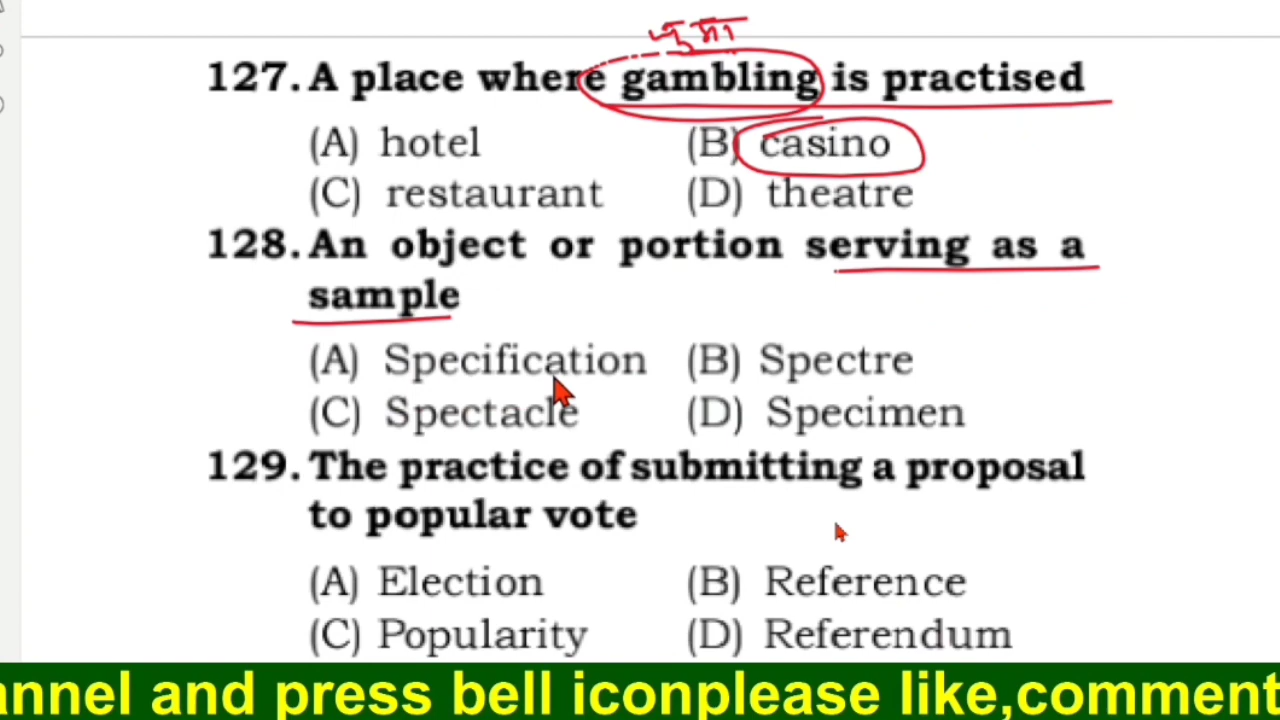 127. A place where gambling is practised
(A) hotel (B) casino
(C) restaurant (D) theatre
128. An object or portion serving as a
sample
(A) Specification (B) Spectre
(C) Spectacle (D) Specimen
129. The practice of submitting a proposal
to popular vote
(A) Election (B) Reference
(C) Popularity (D) Referendum
annel and press bell iconplease like,comment